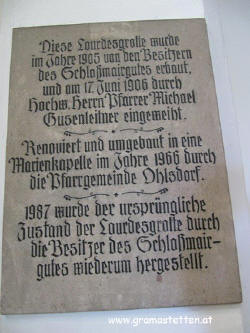 Diese Lourdesgrotte wurde
im Jahre 1905 von den Besitzern
des Schloßmairgutes erbaut,
und am 17. Juni 1906 durch
Hochw. Herrn Pfarrer Michael
Gusenleitner eingeweiht.
Renoviert und umgebaut in eine
Marienkapelle im Jahre 1966 durch
die Pfarrgemeinde Ohlsdorf.
1987 wurde der ursprüngliche
Zustand der Lourdesgrotte durch
die Besitzer des Schloßmair-
gutes wiederum hergestellt.
www.gramastetten.at